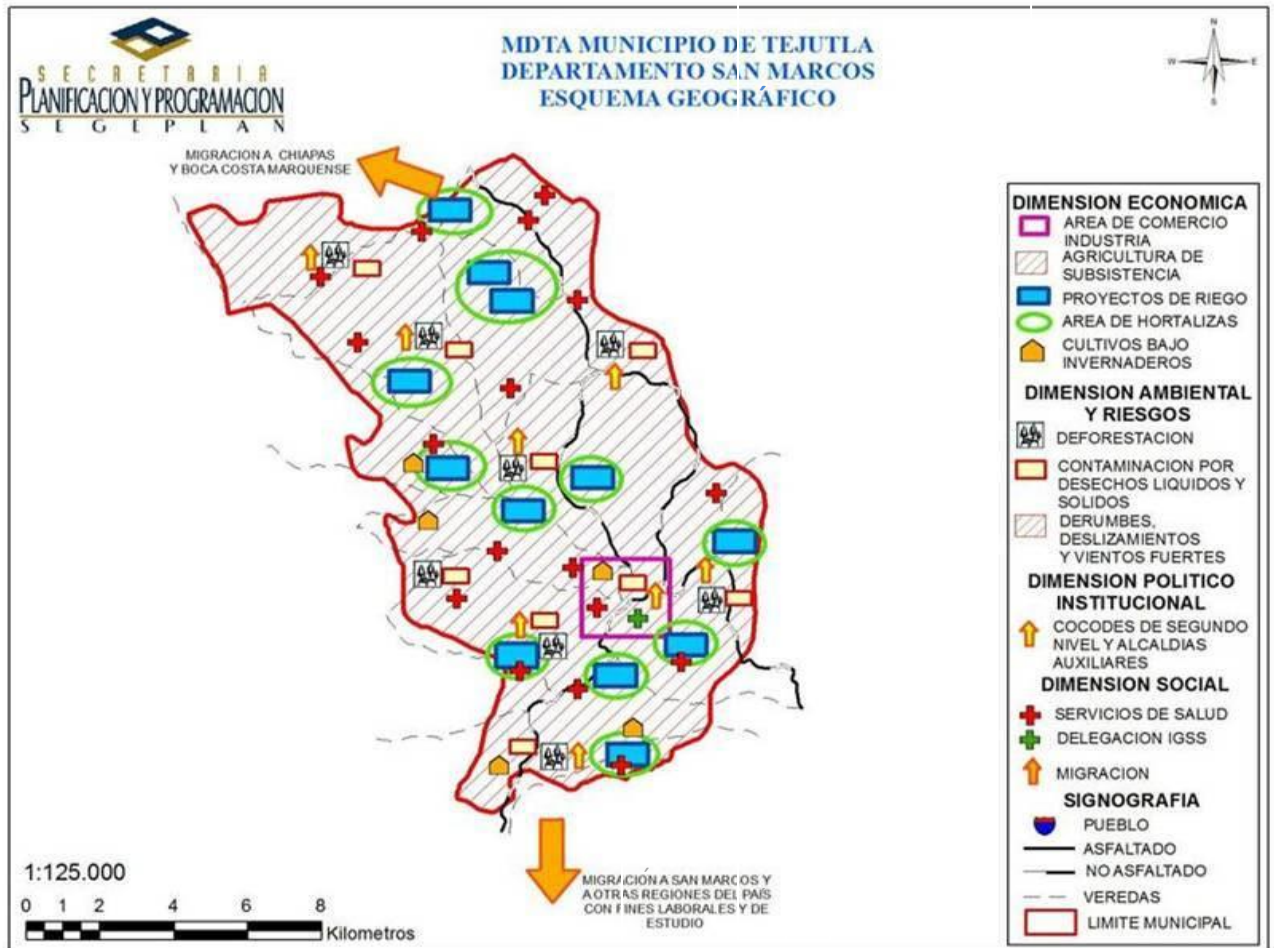 SECRETARIA
PLANIFICACION Y PROGRAMACION
SEGEPLAN
MDTA MUNICIPIO DE TEJUTLA
DEPARTAMENTO SAN MARCOS
ESQUEMA GEOGRÁFICO
N
W
E
S
MIGRACION A CHIAPAS
Y BOCA COSTA MARQUENSE
DIMENSION ECONOMICA
AREA DE COMERCIO
INDUSTRIA
AGRICULTURA DE
SUBSISTENCIA
PROYECTOS DE RIEGO
AREA DE HORTALIZAS
CULTIVOS BAJO
INVERNADEROS
DIMENSION AMBIENTAL
Y RIESGOS
DEFORESTACION
CONTAMINACION POR
DESECHOS LIQUIDOS Y
SOLIDOS
DERUMBES,
DESLIZAMIENTOS
Y VIENTOS FUERTES
DIMENSION POLITICO
INSTITUCIONAL
COCODES DE SEGUNDO
NIVEL Y ALCALDIAS
AUXILIARES
DIMENSION SOCIAL
SERVICIOS DE SALUD
DELEGACION IGSS
MIGRACION
SIGNOGRAFIA
PUEBLO
ASFALTADO
NO ASFALTADO
VEREDAS
LIMITE MUNICIPAL
MIGRACIÓN A SAN MARCOS Y
A OTRAS REGIONES DEL PAÍS
CON FINES LABORALES Y DE
ESTUDIO
1:125.000
0 1 2 4 6 8
Kilometros